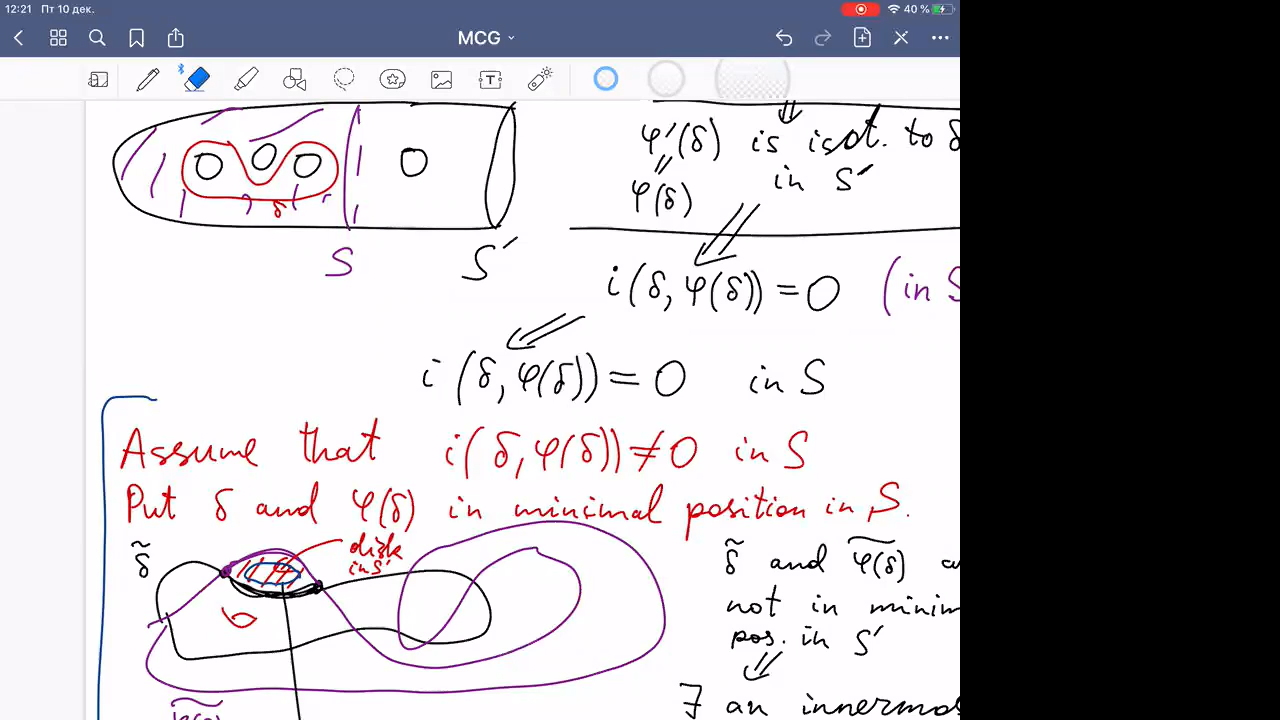 12:21 Пт 10 дек.
40 %
MCG
φ'(δ) is isot. to δ
in S'
φ(δ)
δ
S
S'
i(δ, φ(δ)) = 0 (in S
i(δ, φ(δ)) = 0 in S
Assume that i(δ, φ(δ)) ≠ 0 in S
Put δ and φ(δ) in minimal position in S.
δ̃
disk
in S'
δ̃ and φ̃(δ) a
not in minim
pos. in S'
∃ an innermos